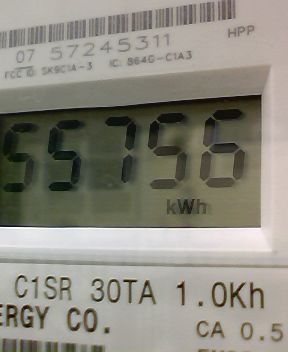 07 57245311
HPP
FCC ID: SK9C1A-3 IC: 864G-C1A3
55756
kWh
C1SR 30TA 1.0Kh
ERGY CO.
CA 0.5